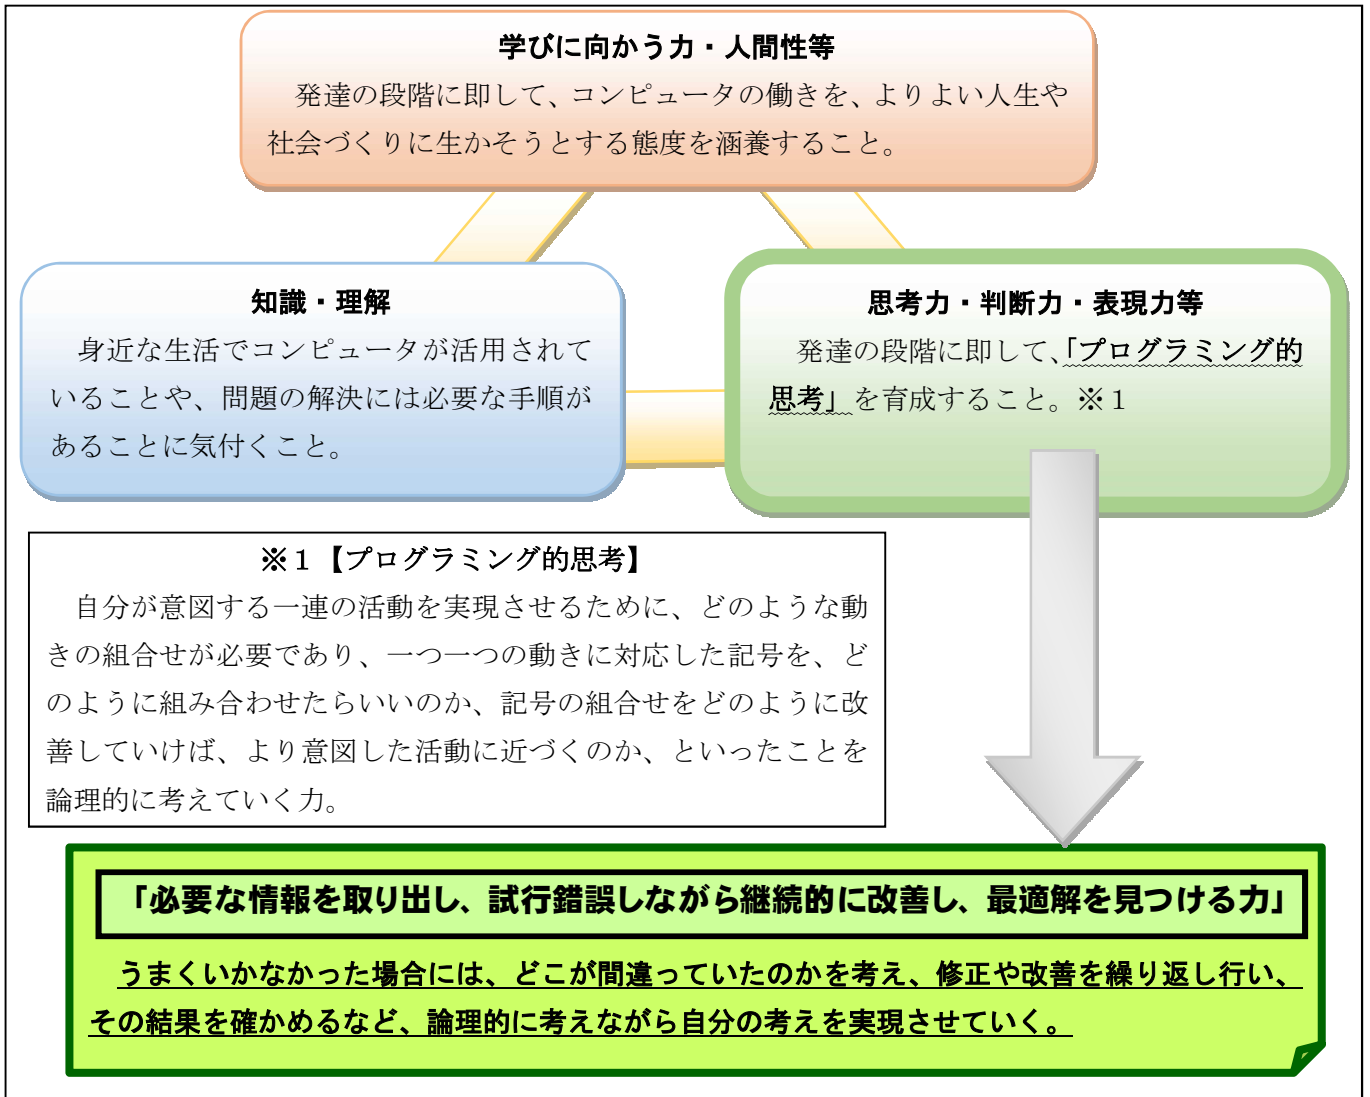 学びに向かう力・人間性等
発達の段階に即して、コンピュータの働きを、よりよい人生や
社会づくりに生かそうとする態度を涵養すること。
知識・理解
身近な生活でコンピュータが活用されて
いることや、問題の解決には必要な手順が
あることに気付くこと。
思考力・判断力・表現力等
発達の段階に即して、「プログラミング的
思考」を育成すること。※1
※1【プログラミング的思考】
自分が意図する一連の活動を実現させるために、どのような動
きの組合せが必要であり、一つ一つの動きに対応した記号を、ど
のように組み合わせたらいいのか、記号の組合せをどのように改
善していけば、より意図した活動に近づくのか、といったことを
論理的に考えていく力。
「必要な情報を取り出し、試行錯誤しながら継続的に改善し、最適解を見つける力」
うまくいかなかった場合には、どこが間違っていたのかを考え、修正や改善を繰り返し行い、
その結果を確かめるなど、論理的に考えながら自分の考えを実現させていく。